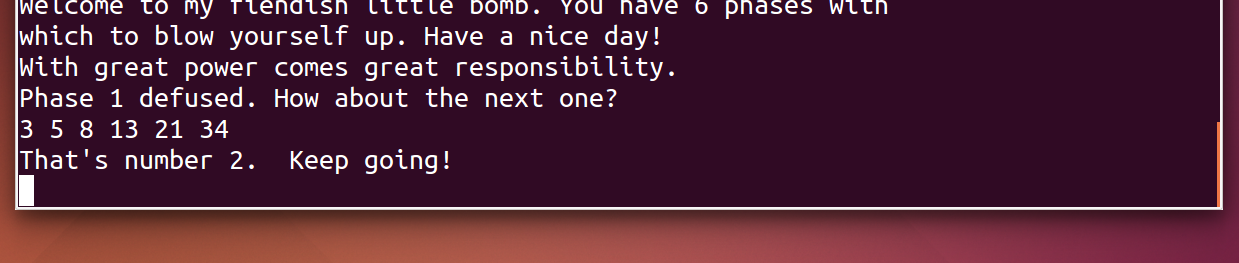 Welcome to my fiendish little bomb. You have 6 phases with
which to blow yourself up. Have a nice day!
With great power comes great responsibility.
Phase 1 defused. How about the next one?
3 5 8 13 21 34
That's number 2.  Keep going!